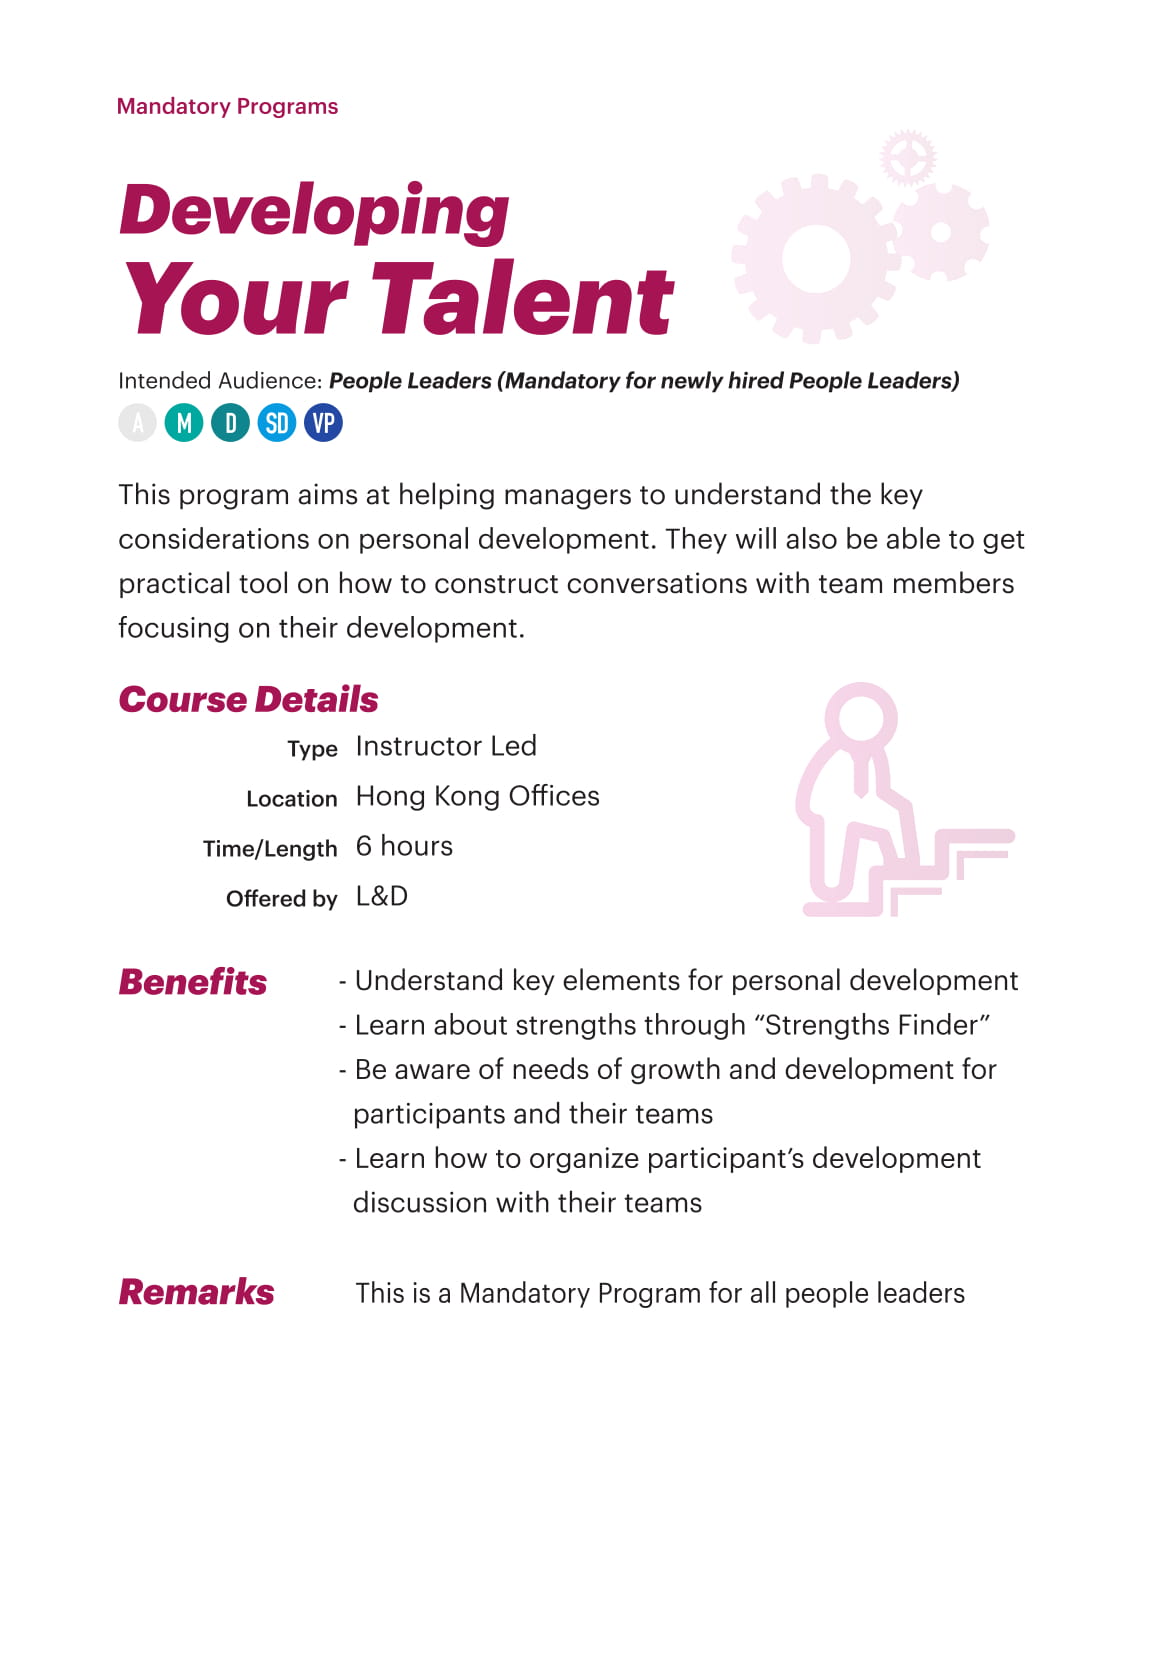 Mandatory Programs
Developing
Your Talent
Intended Audience: People Leaders (Mandatory for newly hired People Leaders)
A M D SD VP
This program aims at helping managers to understand the key
considerations on personal development. They will also be able to get
practical tool on how to construct conversations with team members
focusing on their development.
Course Details
Type Instructor Led
Location Hong Kong Offices
Time/Length 6 hours
Offered by L&D
Benefits - Understand key elements for personal development
- Learn about strengths through “Strengths Finder”
- Be aware of needs of growth and development for
participants and their teams
- Learn how to organize participant’s development
discussion with their teams
Remarks This is a Mandatory Program for all people leaders